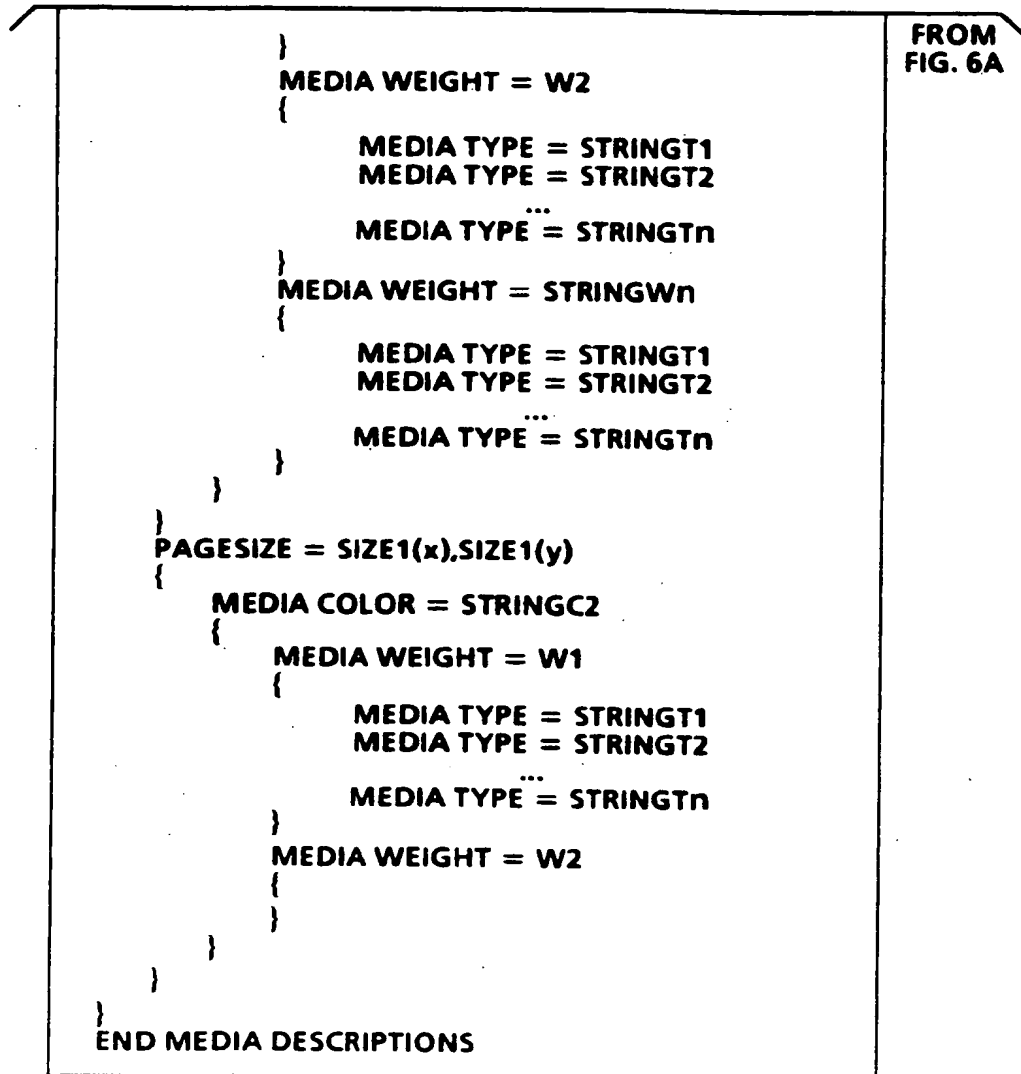 FROM
FIG. 6A
}
MEDIA WEIGHT = W2
{
MEDIA TYPE = STRINGT1
MEDIA TYPE = STRINGT2
...
MEDIA TYPE = STRINGTn
}
MEDIA WEIGHT = STRINGWn
{
MEDIA TYPE = STRINGT1
MEDIA TYPE = STRINGT2
...
MEDIA TYPE = STRINGTn
}
}
}
PAGESIZE = SIZE1(x),SIZE1(y)
{
MEDIA COLOR = STRINGC2
{
MEDIA WEIGHT = W1
{
MEDIA TYPE = STRINGT1
MEDIA TYPE = STRINGT2
...
MEDIA TYPE = STRINGTn
}
MEDIA WEIGHT = W2
{
}
}
}
}
END MEDIA DESCRIPTIONS